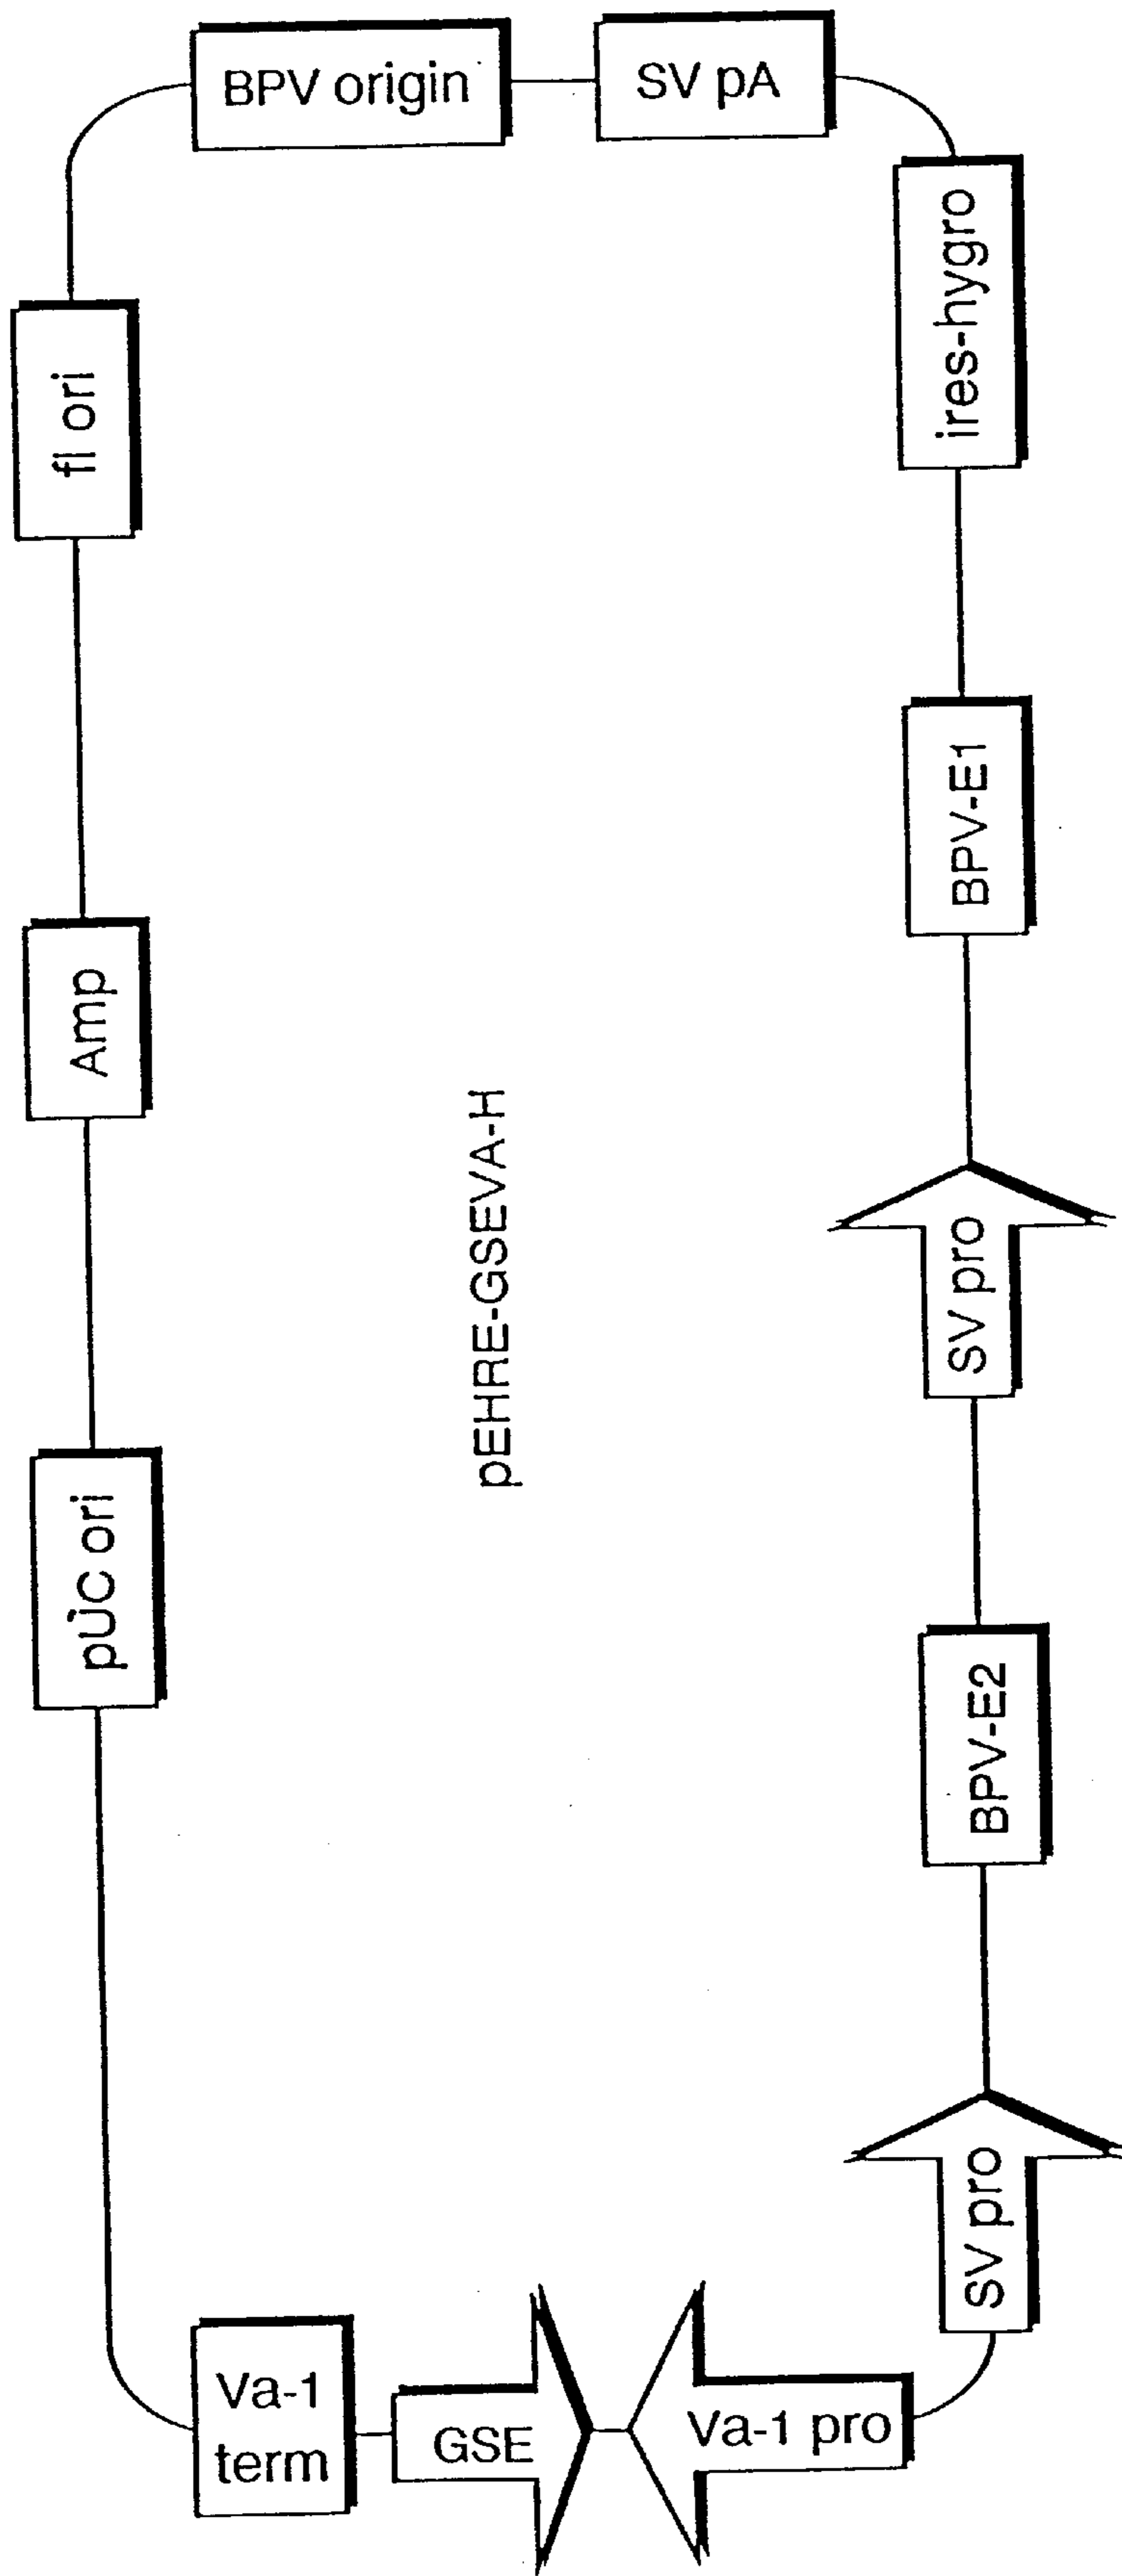 BPV origin
SV pA
ires-hygro
BPV-E1
SV pro
BPV-E2
SV pro
Va-1 pro
GSE
Va-1
term
pUC ori
Amp
fl ori
pEHRE-GSEVA-H